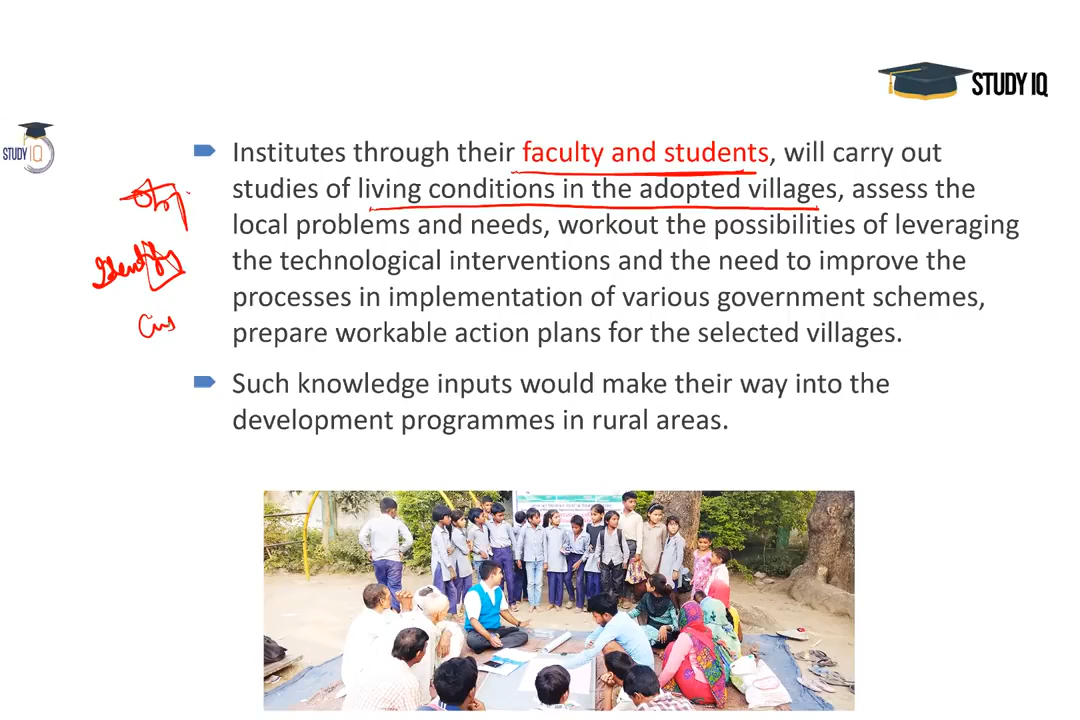 STUDY IQ
STUDY IQ
Institutes through their faculty and students, will carry out
studies of living conditions in the adopted villages, assess the
local problems and needs, workout the possibilities of leveraging
the technological interventions and the need to improve the
processes in implementation of various government schemes,
prepare workable action plans for the selected villages.
Identify
Such knowledge inputs would make their way into the
development programmes in rural areas.